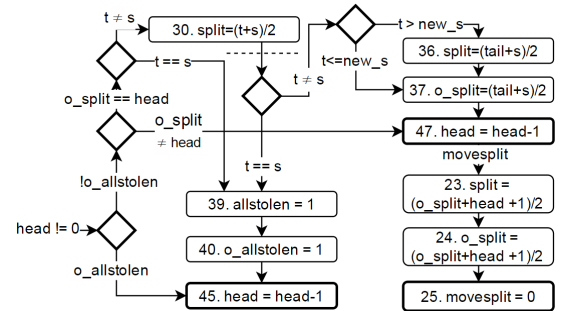 t ≠ s
30. split=(t+s)/2
t > new_s
36. split=(tail+s)/2
t == s
t<=new_s
t ≠ s
37. o_split=(tail+s)/2
o_split == head
o_split
≠ head
47. head = head-1
movesplit
t == s
!o_allstolen
23. split =
(o_split+head +1)/2
39. allstolen = 1
head != 0
24. o_split =
(o_split+head +1)/2
40. o_allstolen = 1
o_allstolen
45. head = head-1
25. movesplit = 0